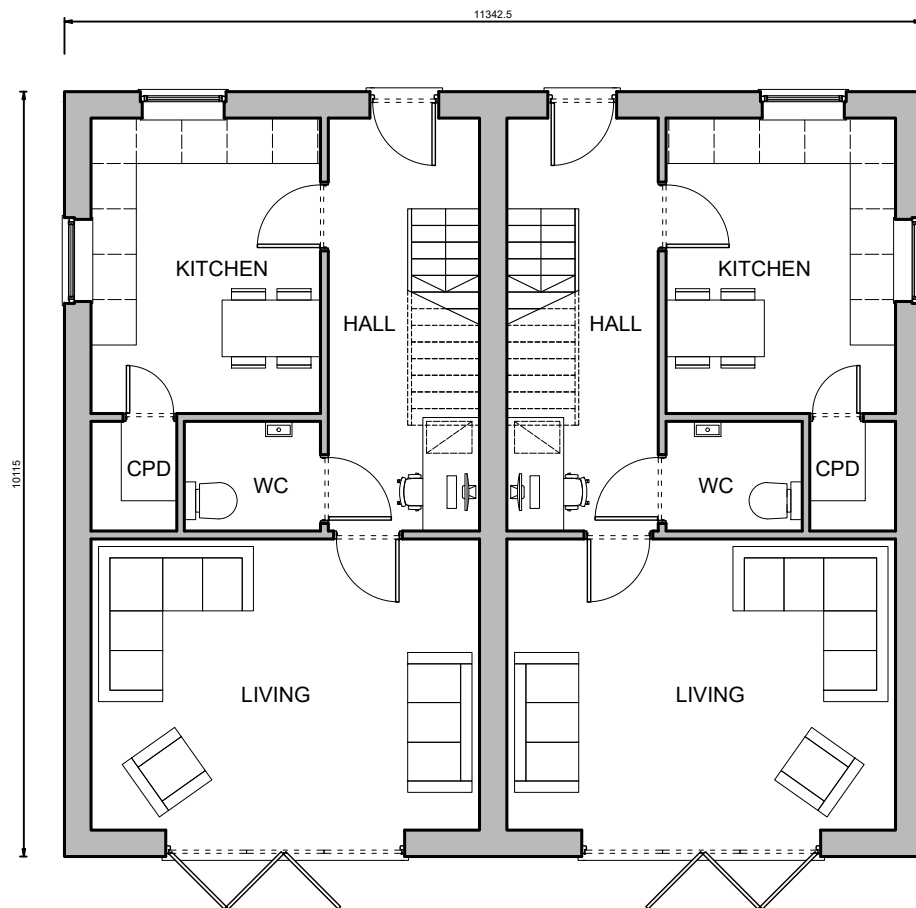 11342.5
KITCHEN
KITCHEN
HALL
HALL
CPD
WC
WC
CPD
10115
LIVING
LIVING